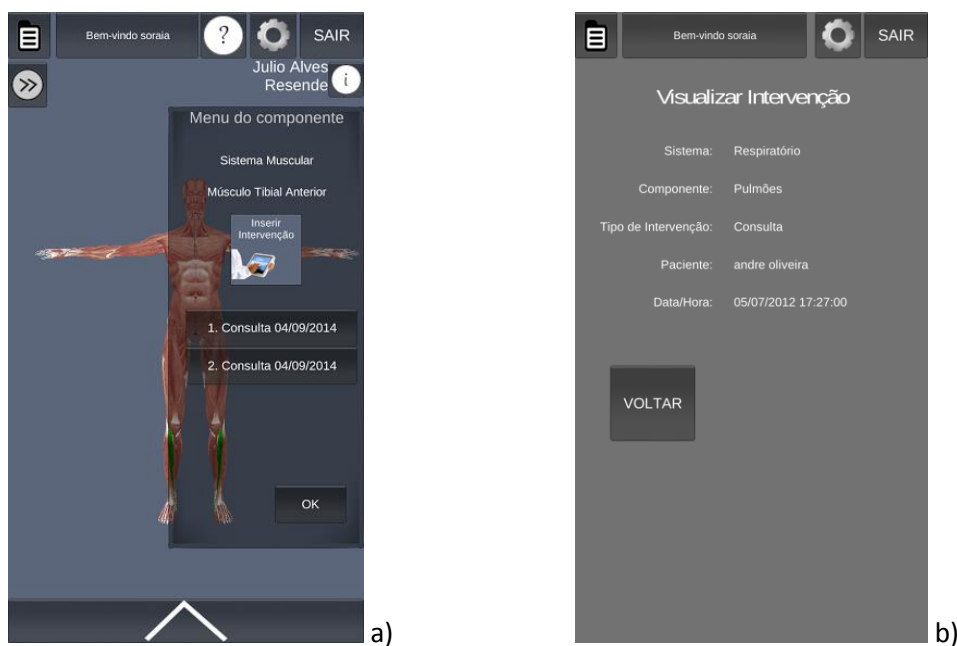 Bem-vindo soraia
?
SAIR
Julio Alves
Resende
i
Menu do componente
Sistema Muscular
Músculo Tibial Anterior
Inserir
Intervenção
1. Consulta 04/09/2014
2. Consulta 04/09/2014
OK
a)
Bem-vindo soraia
SAIR
Visualizar Intervenção
Sistema: Respiratório
Componente: Pulmões
Tipo de Intervenção: Consulta
Paciente: andre oliveira
Data/Hora: 05/07/2012 17:27:00
VOLTAR
b)